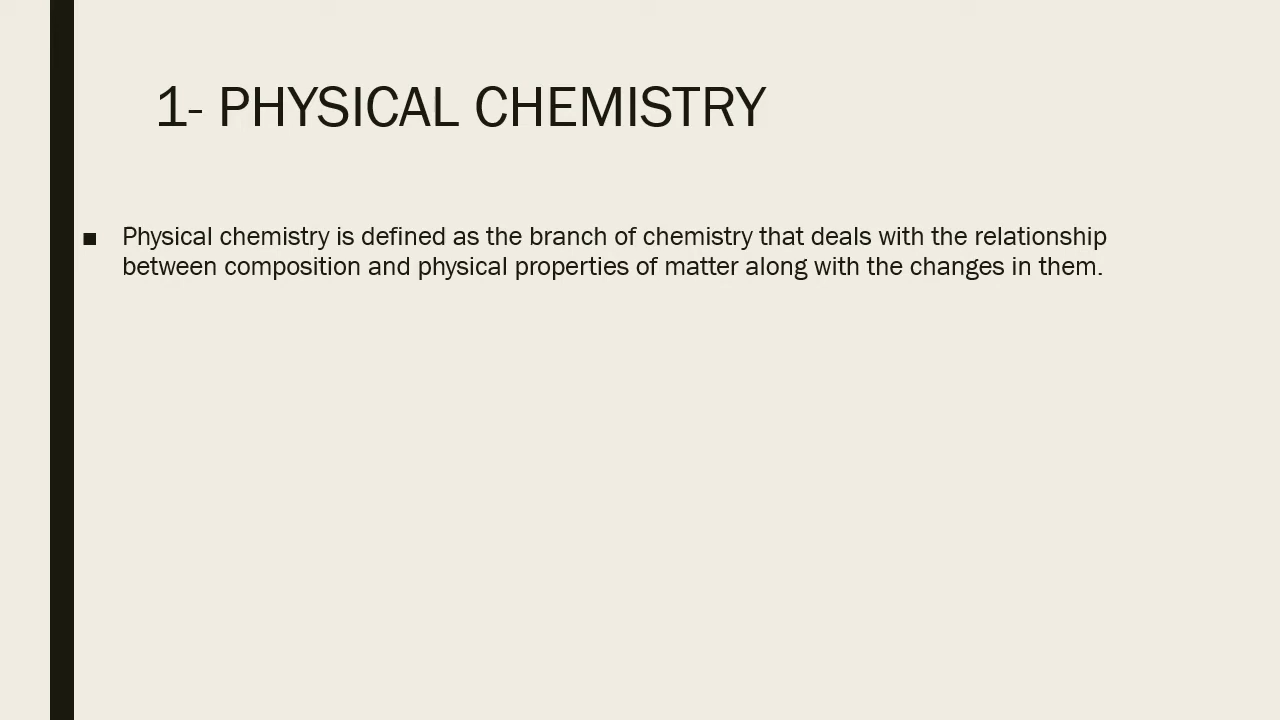 1- PHYSICAL CHEMISTRY
■ Physical chemistry is defined as the branch of chemistry that deals with the relationship
between composition and physical properties of matter along with the changes in them.